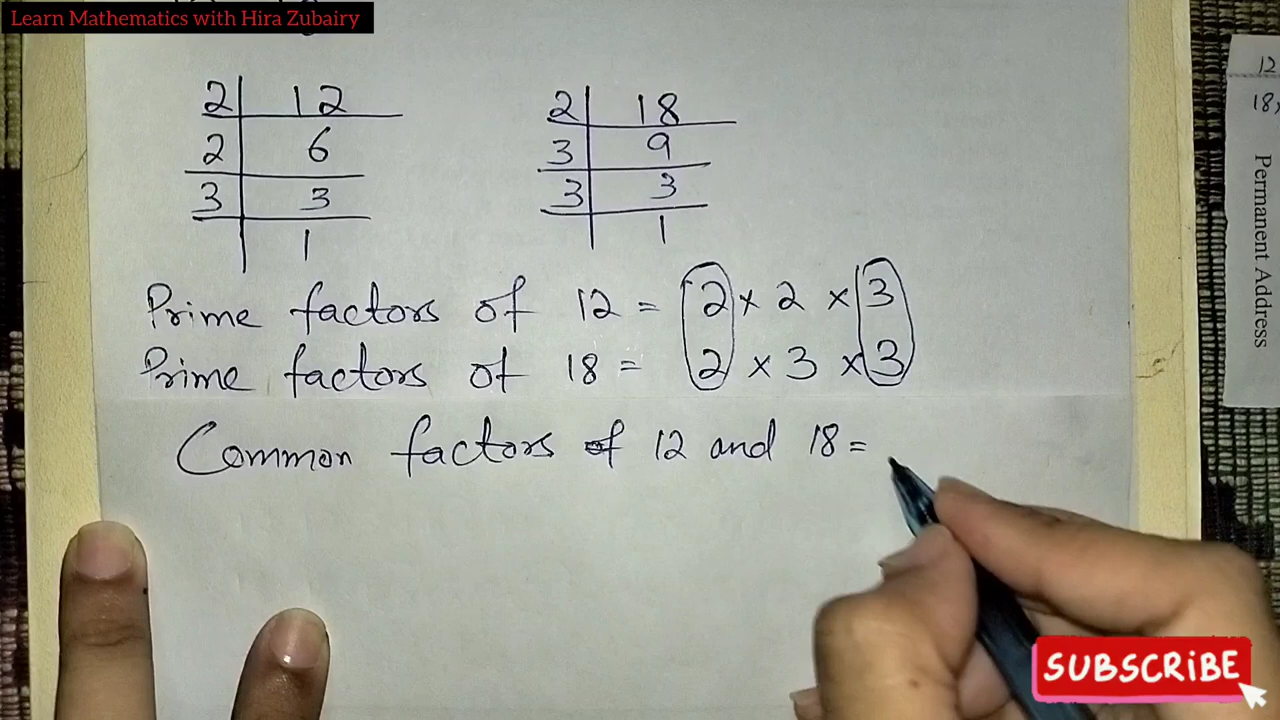 Learn Mathematics with Hira Zubairy
2 12
2 6
3 3
1
2 18
3 9
3 3
1
Prime factors of 12 = 2 × 2 × 3
Prime factors of 18 = 2 × 3 × 3
Common factors of 12 and 18 =
12
18
Permanent Address
SUBSCRIBE